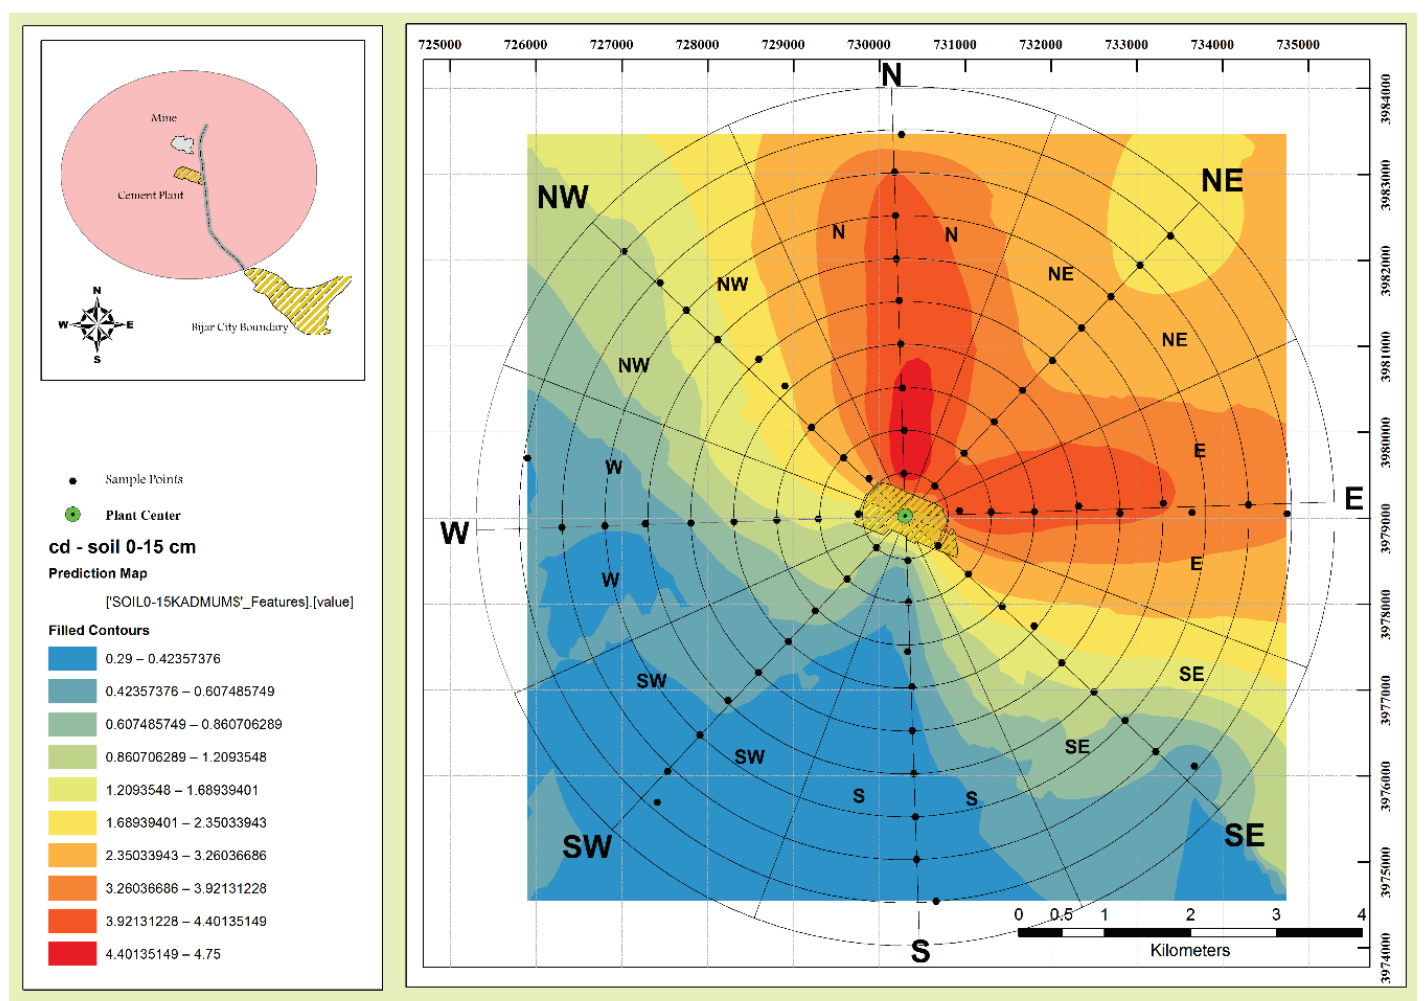 Mine
Cement Plant
N
W
E
S
Bijar City Boundary
Sample Points
Plant Center
cd - soil 0-15 cm
Prediction Map
['SOIL0-15KADMUM$'_Features].[value]
Filled Contours
0.29 – 0.42357376
0.42357376 – 0.607485749
0.607485749 – 0.860706289
0.860706289 – 1.2093548
1.2093548 – 1.68939401
1.68939401 – 2.35033943
2.35033943 – 3.26036686
3.26036686 – 3.92131228
3.92131228 – 4.40135149
4.40135149 – 4.75
725000 726000 727000 728000 729000 730000 731000 732000 733000 734000 735000
N
3984000
NW
NE
3983000
N
N
3982000
NW
NE
3981000
NW
NE
3980000
W
E
W
E
3979000
W
E
3978000
SW
SE
3977000
SW
SE
S
S
3976000
SW
SE
3975000
0 0.5 1 2 3 4
Kilometers
S
3974000